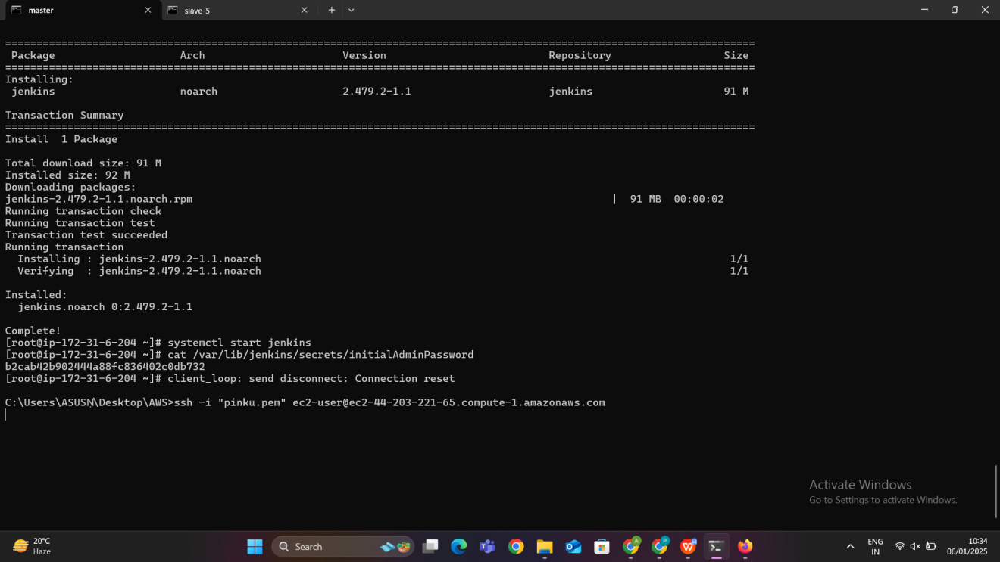 master
slave-5
================================================================================
Package Arch Version Repository Size
================================================================================
Installing:
jenkins noarch 2.479.2-1.1 jenkins 91 M
Transaction Summary
================================================================================
Install 1 Package
Total download size: 91 M
Installed size: 92 M
Downloading packages:
jenkins-2.479.2-1.1.noarch.rpm | 91 MB 00:00:02
Running transaction check
Running transaction test
Transaction test succeeded
Running transaction
Installing : jenkins-2.479.2-1.1.noarch 1/1
Verifying : jenkins-2.479.2-1.1.noarch 1/1
Installed:
jenkins.noarch 0:2.479.2-1.1
Complete!
[root@ip-172-31-6-204 ~]# systemctl start jenkins
[root@ip-172-31-6-204 ~]# cat /var/lib/jenkins/secrets/initialAdminPassword
b2cab42b902444a88fc836402c0db732
[root@ip-172-31-6-204 ~]# client_loop: send disconnect: Connection reset
C:\Users\ASUSN\Desktop\AWS>ssh -i "pinku.pem" ec2-user@ec2-44-203-221-65.compute-1.amazonaws.com
Activate Windows
Go to Settings to activate Windows.
20°C
Haze
Search
ENG
IN
10:34
06/01/2025